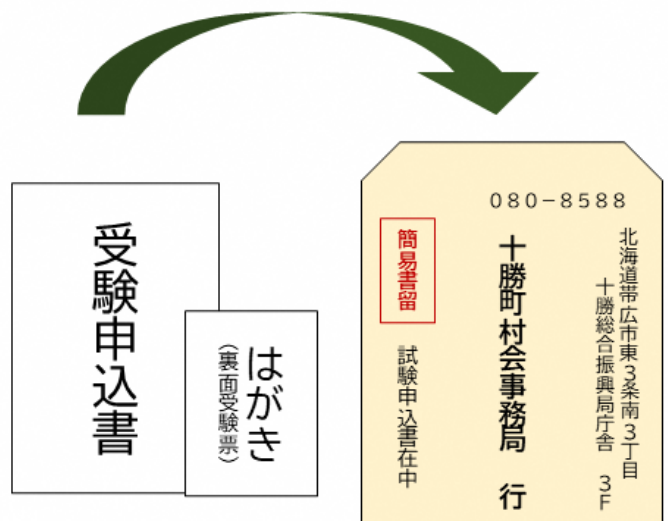 受験申込書
はがき
（裏面受験票）
080−8588
北海道帯広市東3条南3丁目
十勝総合振興局庁舎 3F
十勝町村会事務局 行
簡易書留
試験申込書在中